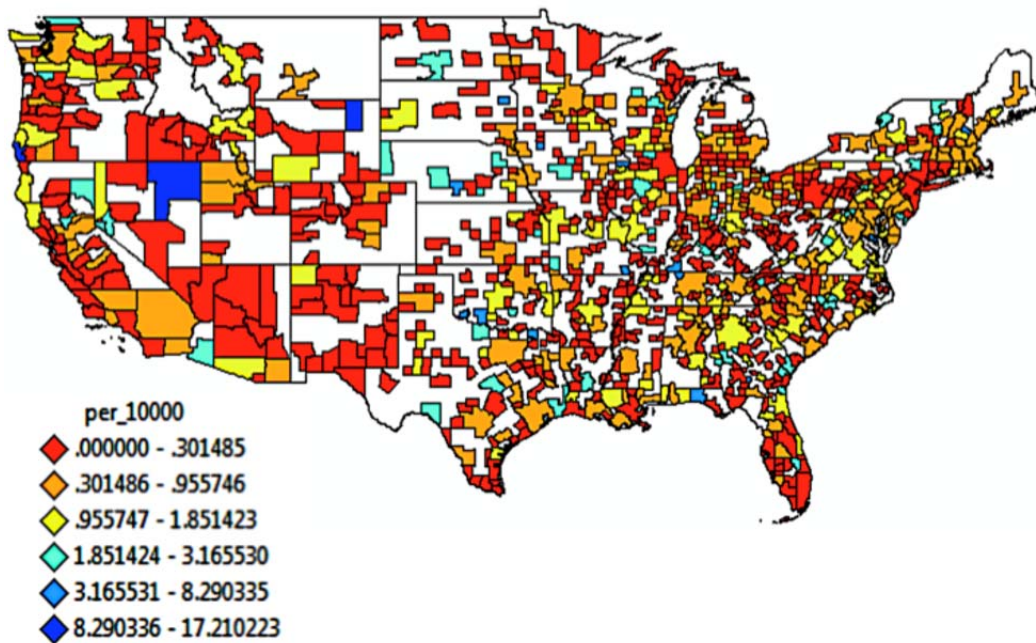 per_10000
.000000 - .301485
.301486 - .955746
.955747 - 1.851423
1.851424 - 3.165530
3.165531 - 8.290335
8.290336 - 17.210223